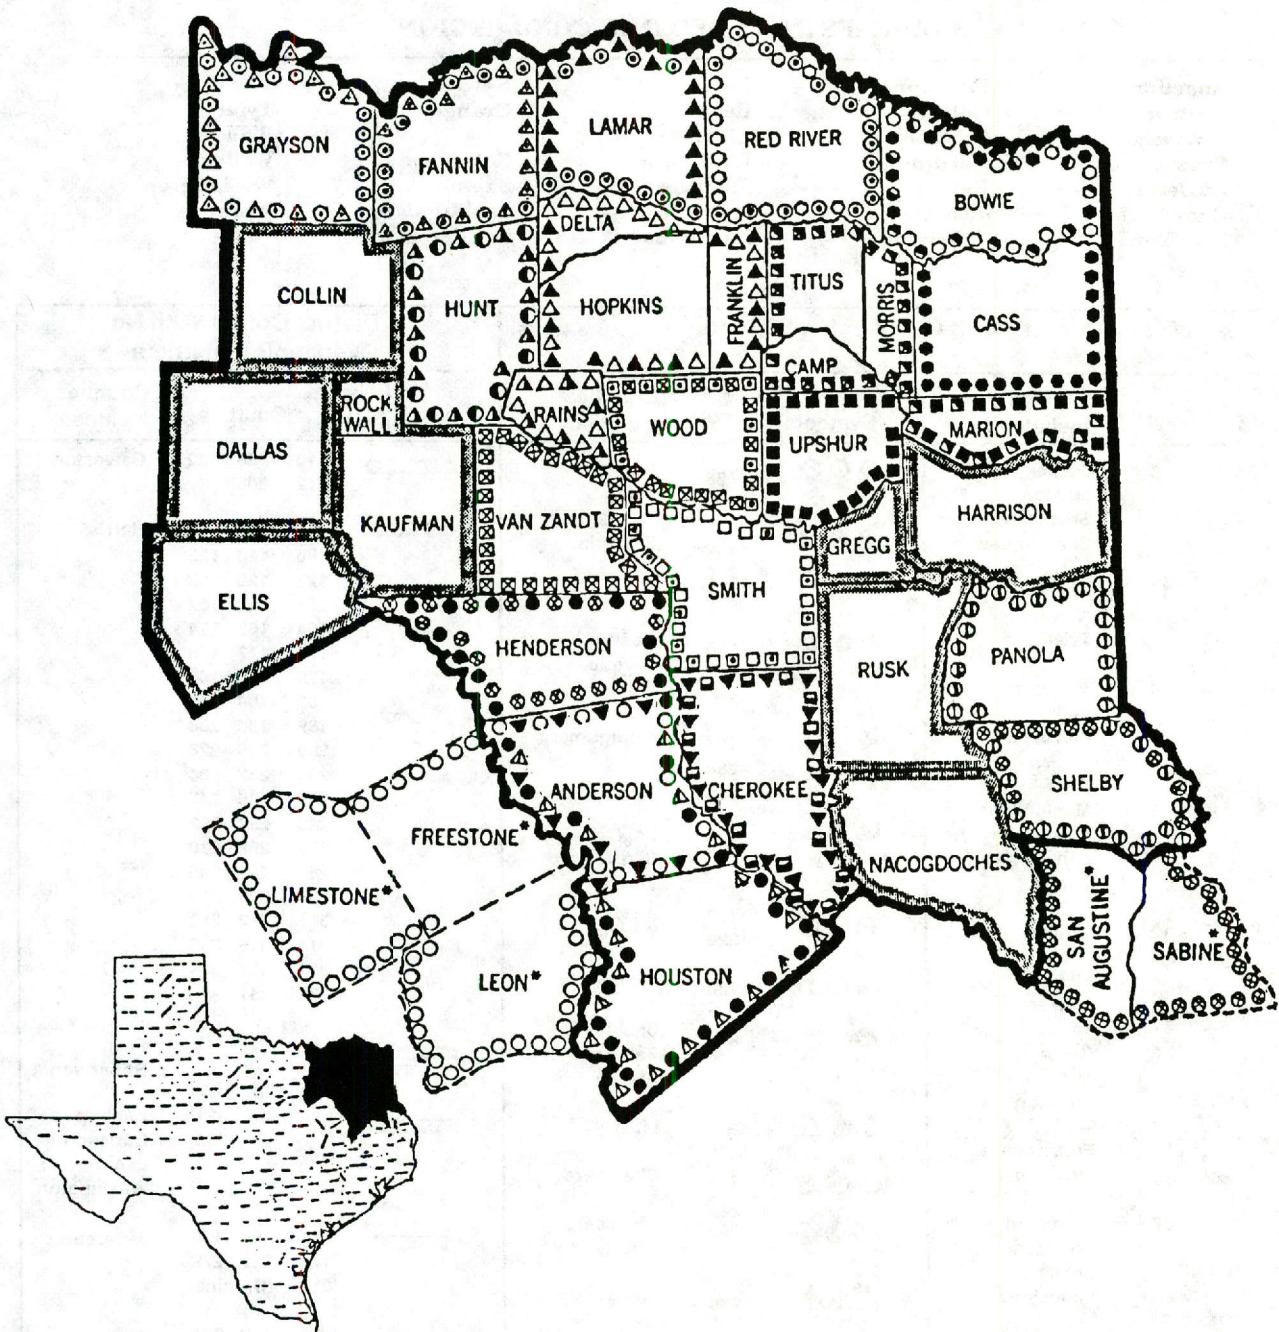 GRAYSON
FANNIN
LAMAR
RED RIVER
BOWIE
DELTA
COLLIN
HUNT
HOPKINS
FRANKLIN
TITUS
MORRIS
CASS
CAMP
ROCK
WALL
RAINS
WOOD
UPSHUR
MARION
DALLAS
KAUFMAN
VAN ZANDT
HARRISON
GREGG
ELLIS
SMITH
HENDERSON
RUSK
PANOLA
ANDERSON
CHEROKEE
SHELBY
FREESTONE*
NACOGDOCHES
LIMESTONE*
SAN
AUGUSTINE*
SABINE*
LEON*
HOUSTON